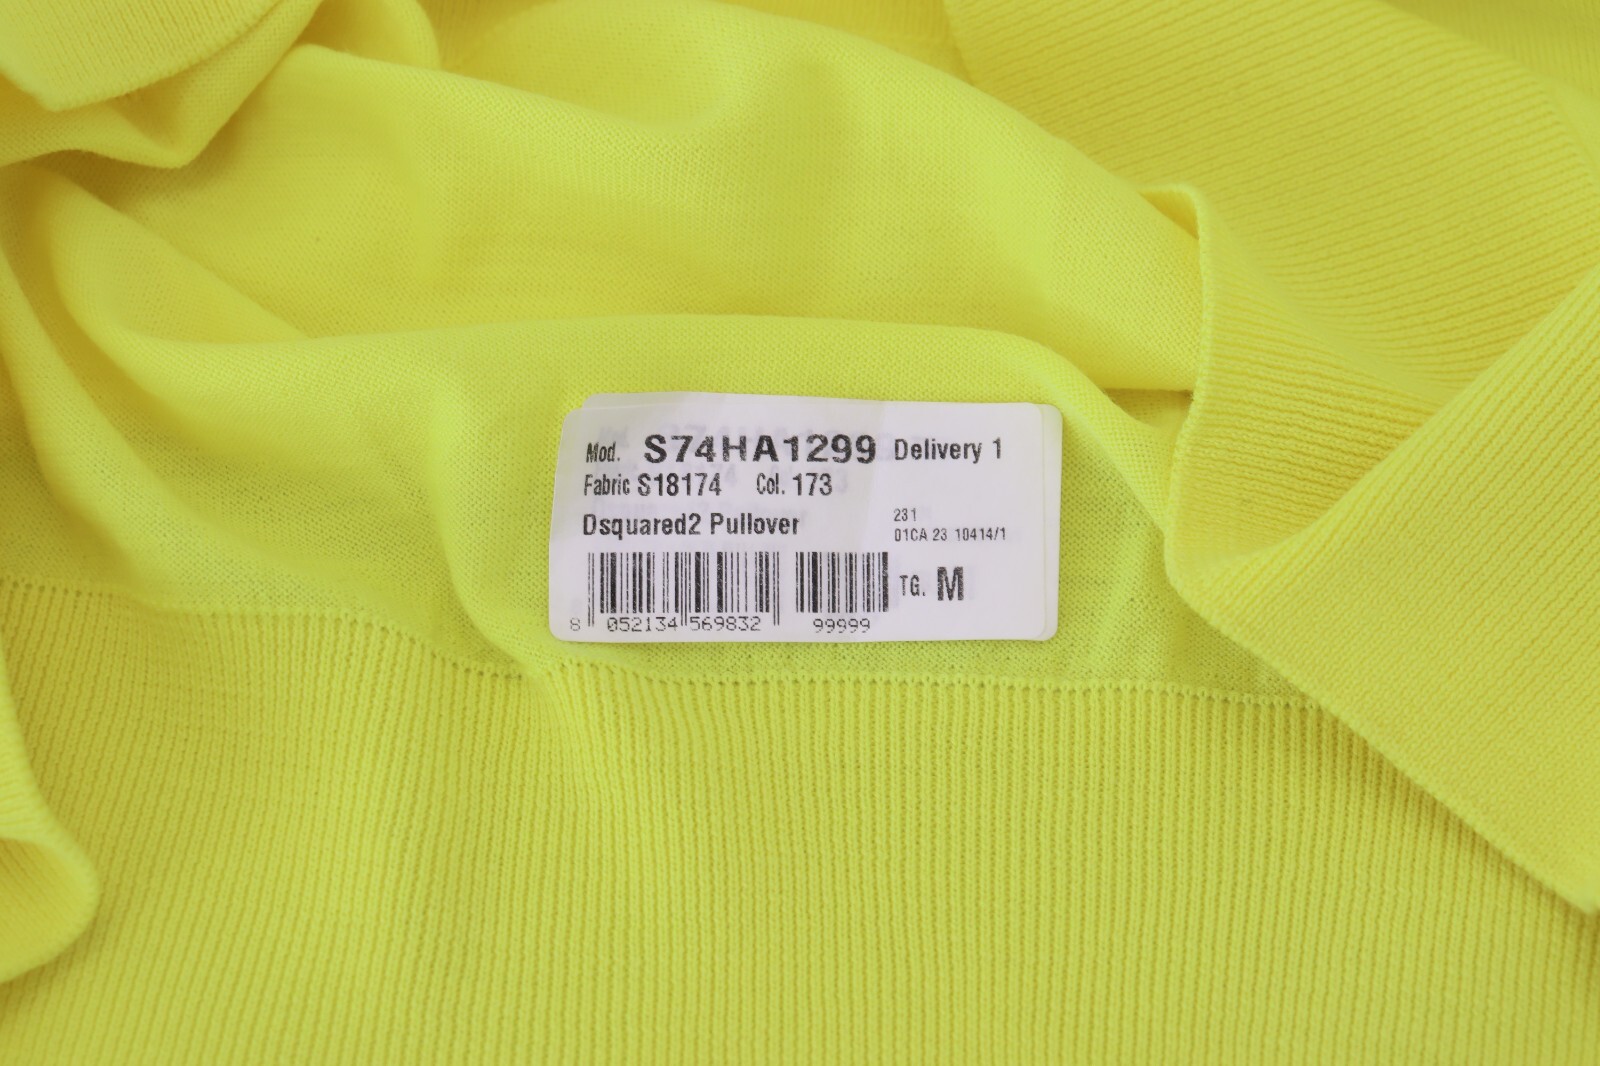 Mod. S74HA1299 Delivery 1
Fabric S18174 Col. 173
Dsquared2 Pullover
231
01CA 23 10414/1
TG. M
8 052134 569832 99999